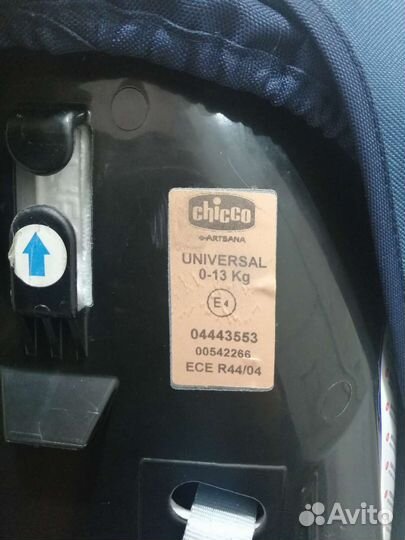 chicco
ARTSANA
UNIVERSAL
0-13 Kg
E4
04443553
00542266
ECE R44/04
Avito